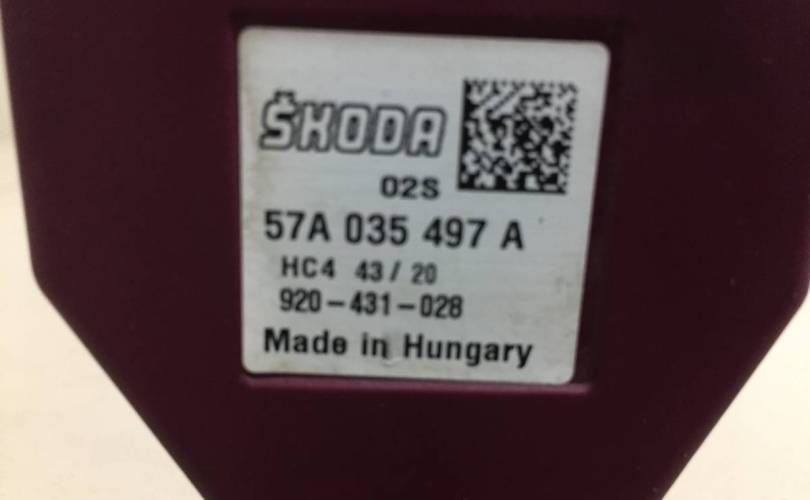 ŠKODA
02S
57A 035 497 A
HC4 43/20
920-431-028
Made in Hungary